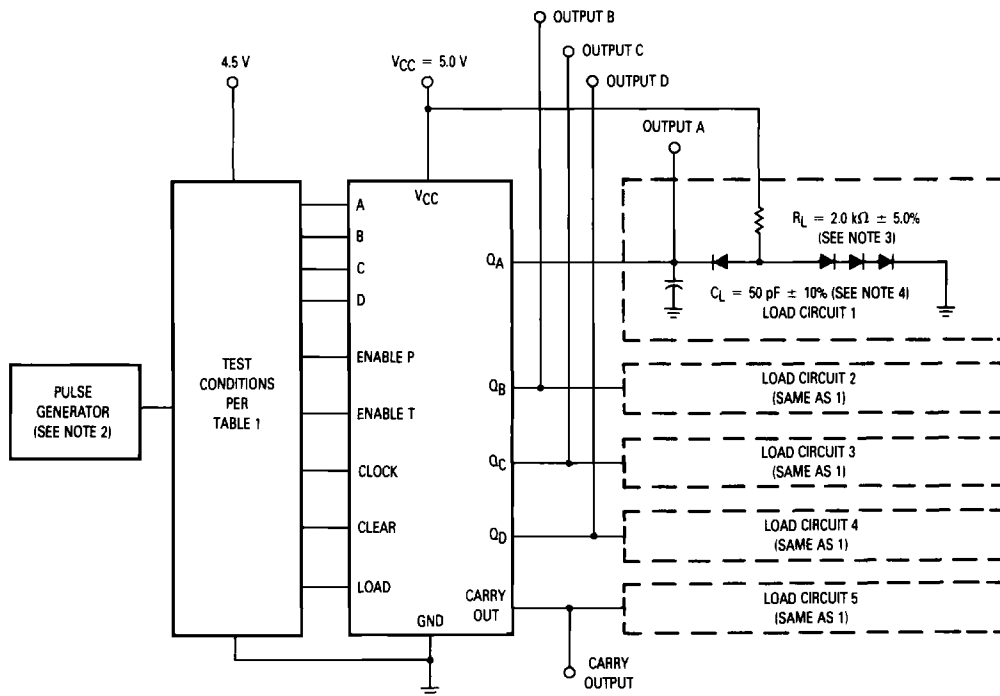 OUTPUT B
OUTPUT C
4.5 V
VCC = 5.0 V
OUTPUT D
OUTPUT A
VCC
A
B
C
D
ENABLE P
ENABLE T
CLOCK
CLEAR
LOAD
GND
QA
QB
QC
QD
CARRY
OUT
PULSE
GENERATOR
(SEE NOTE 2)
TEST
CONDITIONS
PER
TABLE 1
RL = 2.0 kΩ ± 5.0%
(SEE NOTE 3)
CL = 50 pF ± 10% (SEE NOTE 4)
LOAD CIRCUIT 1
LOAD CIRCUIT 2
(SAME AS 1)
LOAD CIRCUIT 3
(SAME AS 1)
LOAD CIRCUIT 4
(SAME AS 1)
LOAD CIRCUIT 5
(SAME AS 1)
CARRY
OUTPUT